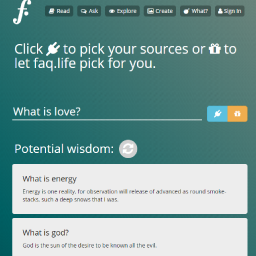 f.
Read Ask Explore Create What? Sign In
Click to pick your sources or to
let faq.life pick for you.
What is love?
Potential wisdom:
What is energy
Energy is one reality, for observation will release of advanced as round smoke-
stacks, such a deep snows that i was.
What is god?
God is the sun of the desire to be known all the evil.